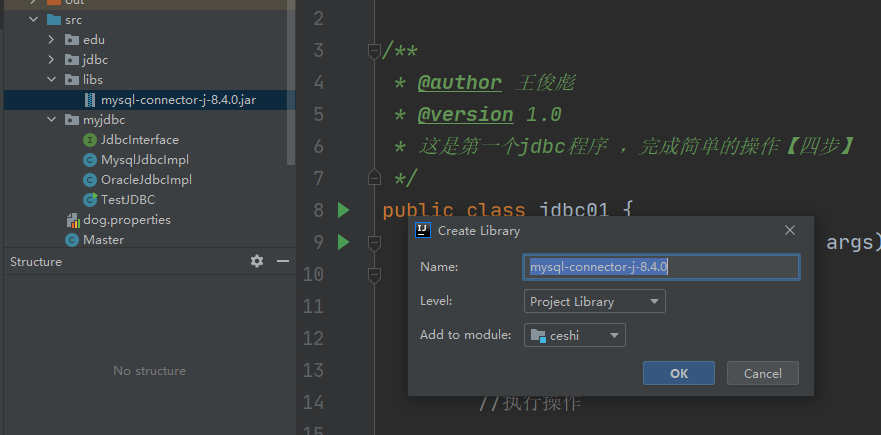 out
src
edu
jdbc
libs
mysql-connector-j-8.4.0.jar
myjdbc
JdbcInterface
MysqlJdbcImpl
OracleJdbcImpl
TestJDBC
dog.properties
Master
Structure
No structure
2
3 /**
4 * @author 王俊彪
5 * @version 1.0
6 * 这是第一个jdbc程序 ，完成简单的操作【四步】
7 */
8 public class jdbc01 {
9 args)
10
11
12
13
14 //执行操作
15
Create Library
Name: mysql-connector-j-8.4.0
Level: Project Library
Add to module: ceshi
OK Cancel